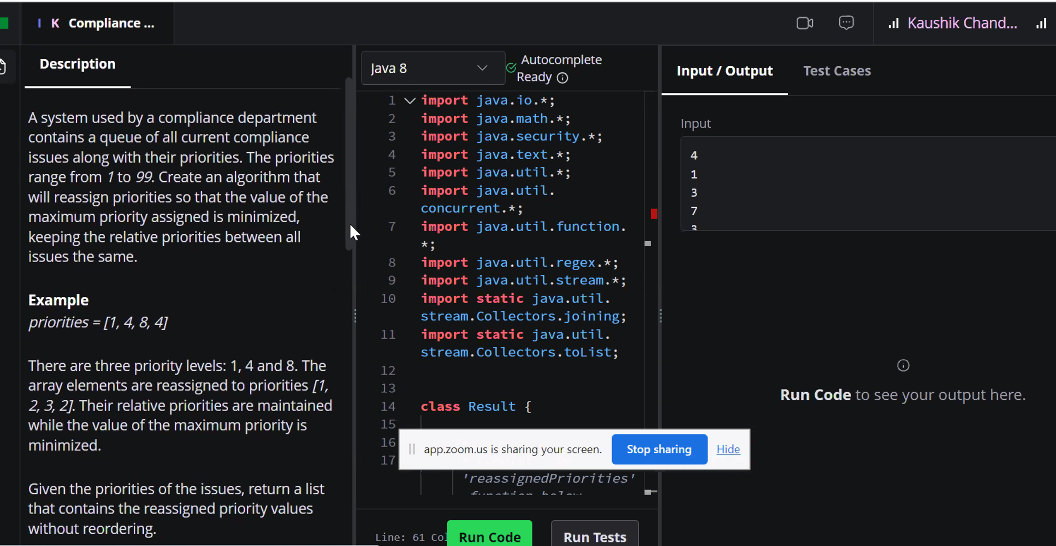 I K Compliance ...
Kaushik Chand...
Description
A system used by a compliance department
contains a queue of all current compliance
issues along with their priorities. The priorities
range from 1 to 99. Create an algorithm that
will reassign priorities so that the value of the
maximum priority assigned is minimized,
keeping the relative priorities between all
issues the same.
Example
priorities = [1, 4, 8, 4]
There are three priority levels: 1, 4 and 8. The
array elements are reassigned to priorities [1,
2, 3, 2]. Their relative priorities are maintained
while the value of the maximum priority is
minimized.
Given the priorities of the issues, return a list
that contains the reassigned priority values
without reordering.
Java 8
Autocomplete
Ready
1 import java.io.*;
2 import java.math.*;
3 import java.security.*;
4 import java.text.*;
5 import java.util.*;
6 import java.util.
concurrent.*;
7 import java.util.function.
*;
8 import java.util.regex.*;
9 import java.util.stream.*;
10 import static java.util.
stream.Collectors.joining;
11 import static java.util.
stream.Collectors.toList;
12
13
14 class Result {
15
16
17
app.zoom.us is sharing your screen. Stop sharing Hide
'reassignedPriorities'
function below
Line: 61 Co
Run Code
Run Tests
Input / Output
Test Cases
Input
4
1
3
7
3
Run Code to see your output here.